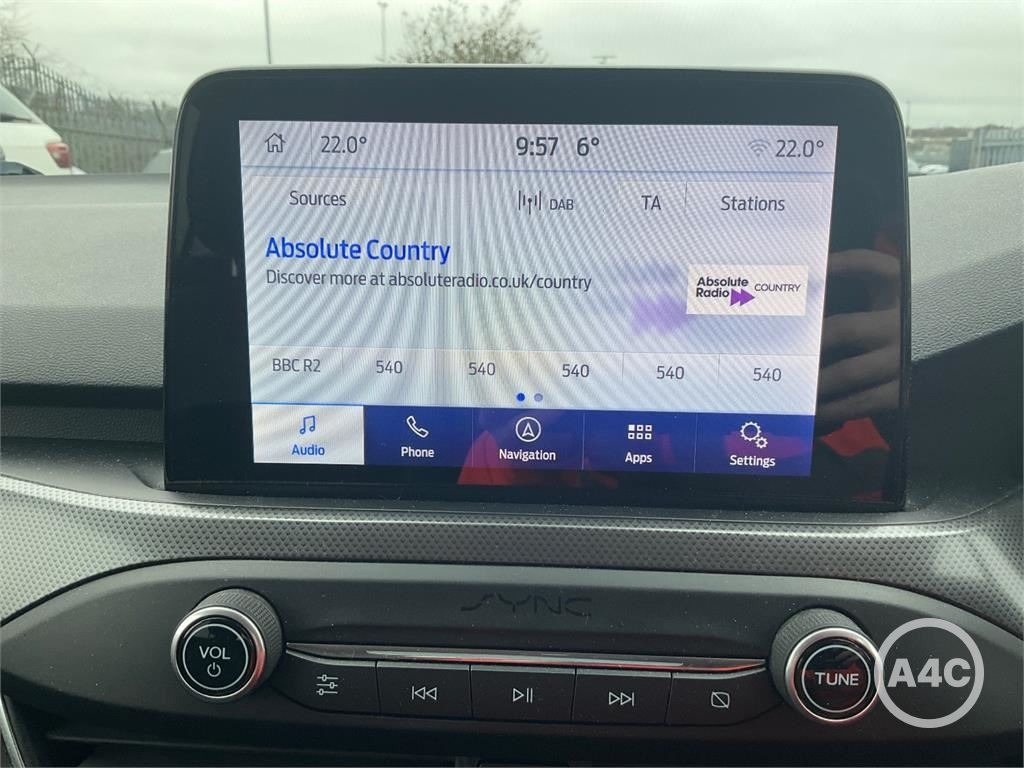 22.0° 9:57 6° 22.0°
Sources DAB TA Stations
Absolute Country
Discover more at absoluteradio.co.uk/country
Absolute
Radio COUNTRY
BBC R2 540 540 540 540 540
Audio Phone Navigation Apps Settings
SYNC
VOL
TUNE
A4C